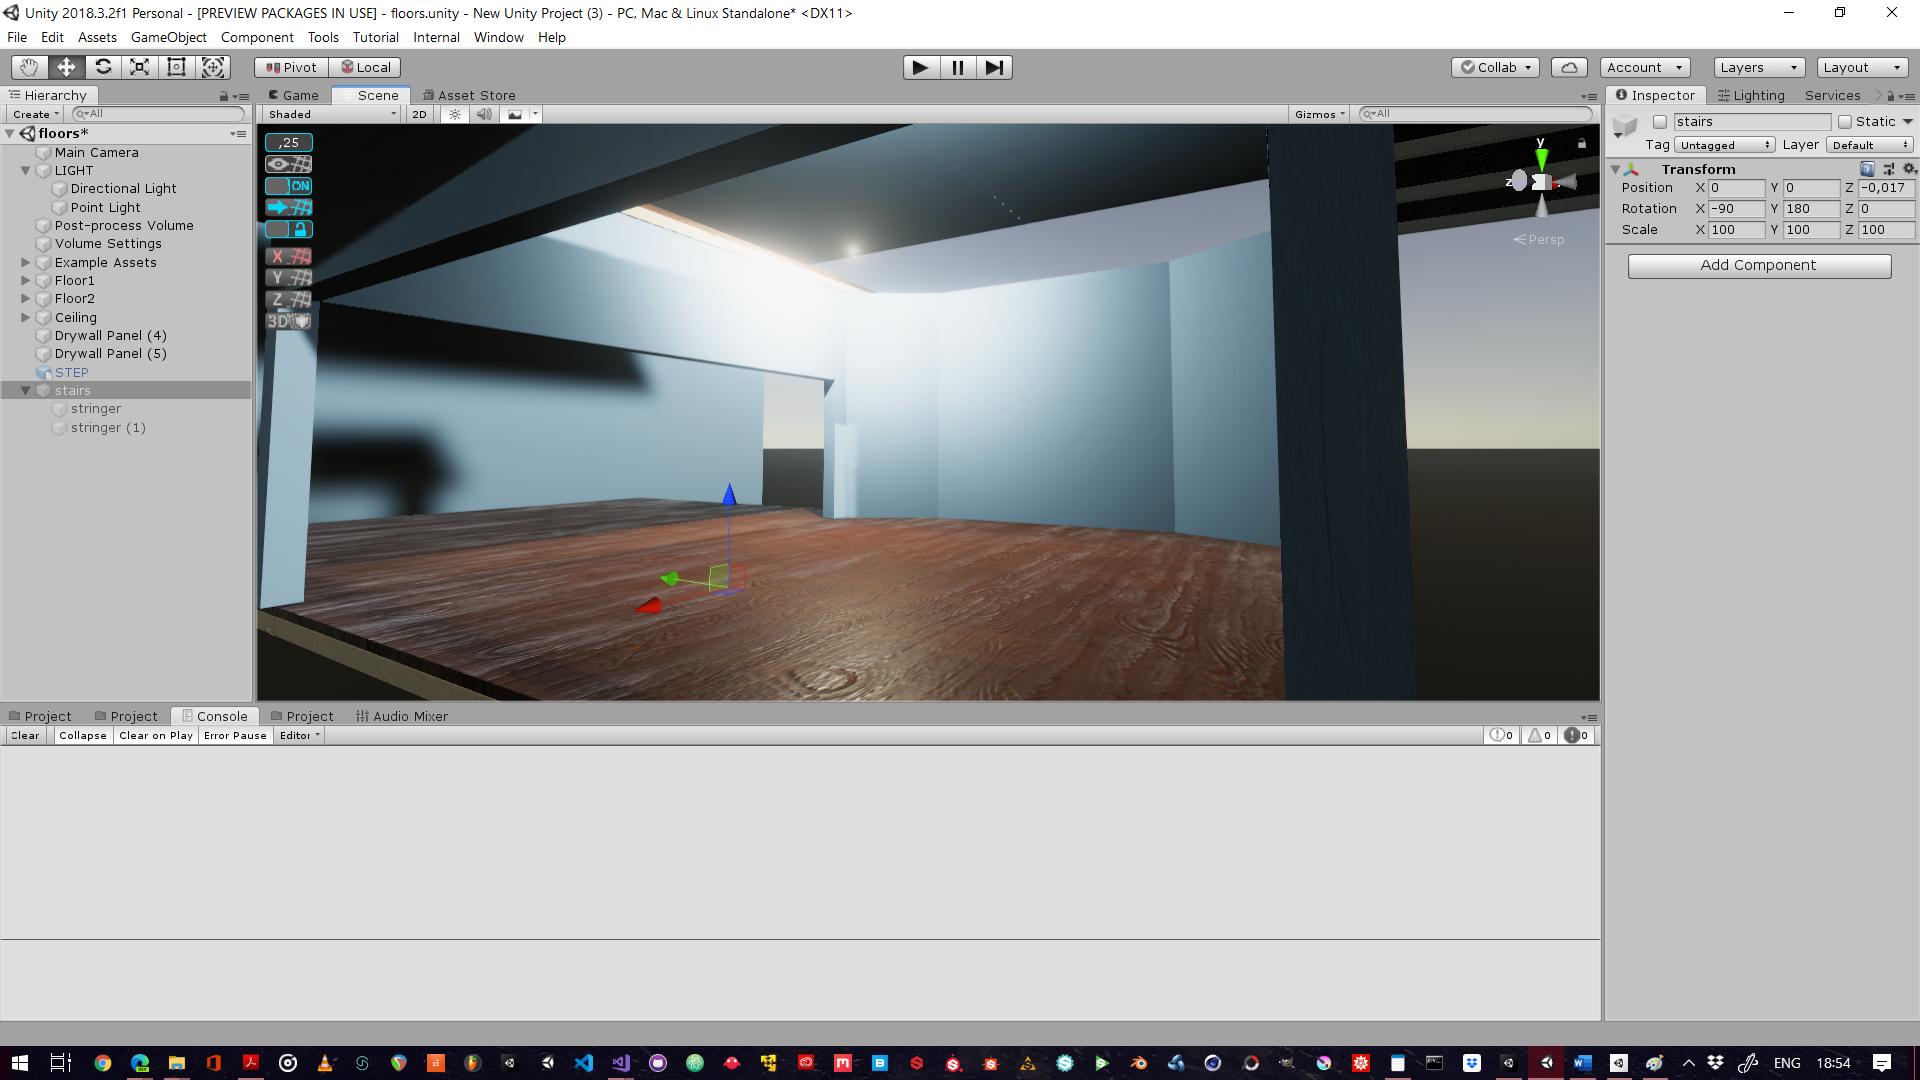 Unity 2018.3.2f1 Personal - [PREVIEW PACKAGES IN USE] - floors.unity - New Unity Project (3) - PC, Mac & Linux Standalone* <DX11>
File Edit Assets GameObject Component Tools Tutorial Internal Window Help
Pivot Local Collab Account Layers Layout
Hierarchy Game Scene Asset Store Inspector Lighting Services
Create All Shaded 2D Gizmos All
floors*
Main Camera
LIGHT
Directional Light
Point Light
Post-process Volume
Volume Settings
Example Assets
Floor1
Floor2
Ceiling
Drywall Panel (4)
Drywall Panel (5)
STEP
stairs
stringer
stringer (1)
,25
ON
X
Y
Z
3D
y
z
Persp
stairs Static
Tag Untagged Layer Default
Transform
Position X 0 Y 0 Z -0,017
Rotation X -90 Y 180 Z 0
Scale X 100 Y 100 Z 100
Add Component
Project Project Console Project Audio Mixer
Clear Collapse Clear on Play Error Pause Editor 0 0 0
ENG 18:54